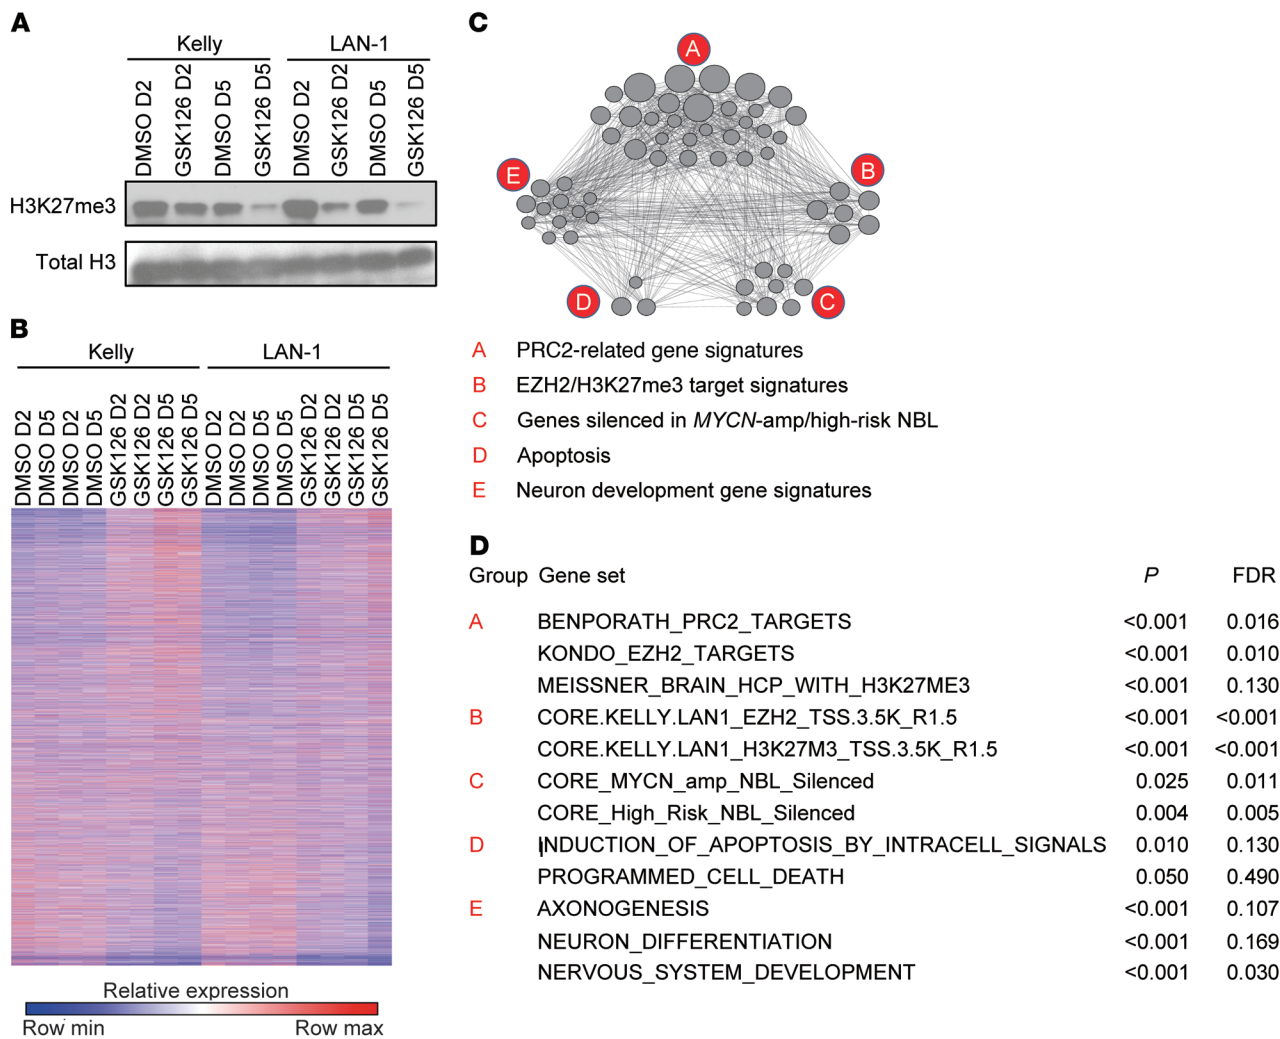 A
Kelly LAN-1
DMSO D2
GSK126 D2
DMSO D5
GSK126 D5
DMSO D2
GSK126 D2
DMSO D5
GSK126 D5
H3K27me3
Total H3
B
Kelly LAN-1
DMSO D2
DMSO D5
DMSO D2
DMSO D5
GSK126 D2
GSK126 D2
GSK126 D5
GSK126 D5
DMSO D2
DMSO D2
DMSO D5
DMSO D5
GSK126 D2
GSK126 D2
GSK126 D5
GSK126 D5
Relative expression
Row min Row max
C
A
E B
D C
A PRC2-related gene signatures
B EZH2/H3K27me3 target signatures
C Genes silenced in MYCN-amp/high-risk NBL
D Apoptosis
E Neuron development gene signatures
D
Group Gene set P FDR
A BENPORATH_PRC2_TARGETS <0.001 0.016
KONDO_EZH2_TARGETS <0.001 0.010
MEISSNER_BRAIN_HCP_WITH_H3K27ME3 <0.001 0.130
B CORE.KELLY.LAN1_EZH2_TSS.3.5K_R1.5 <0.001 <0.001
CORE.KELLY.LAN1_H3K27M3_TSS.3.5K_R1.5 <0.001 <0.001
C CORE_MYCN_amp_NBL_Silenced 0.025 0.011
CORE_High_Risk_NBL_Silenced 0.004 0.005
D INDUCTION_OF_APOPTOSIS_BY_INTRACELL_SIGNALS 0.010 0.130
PROGRAMMED_CELL_DEATH 0.050 0.490
E AXONOGENESIS <0.001 0.107
NEURON_DIFFERENTIATION <0.001 0.169
NERVOUS_SYSTEM_DEVELOPMENT <0.001 0.030